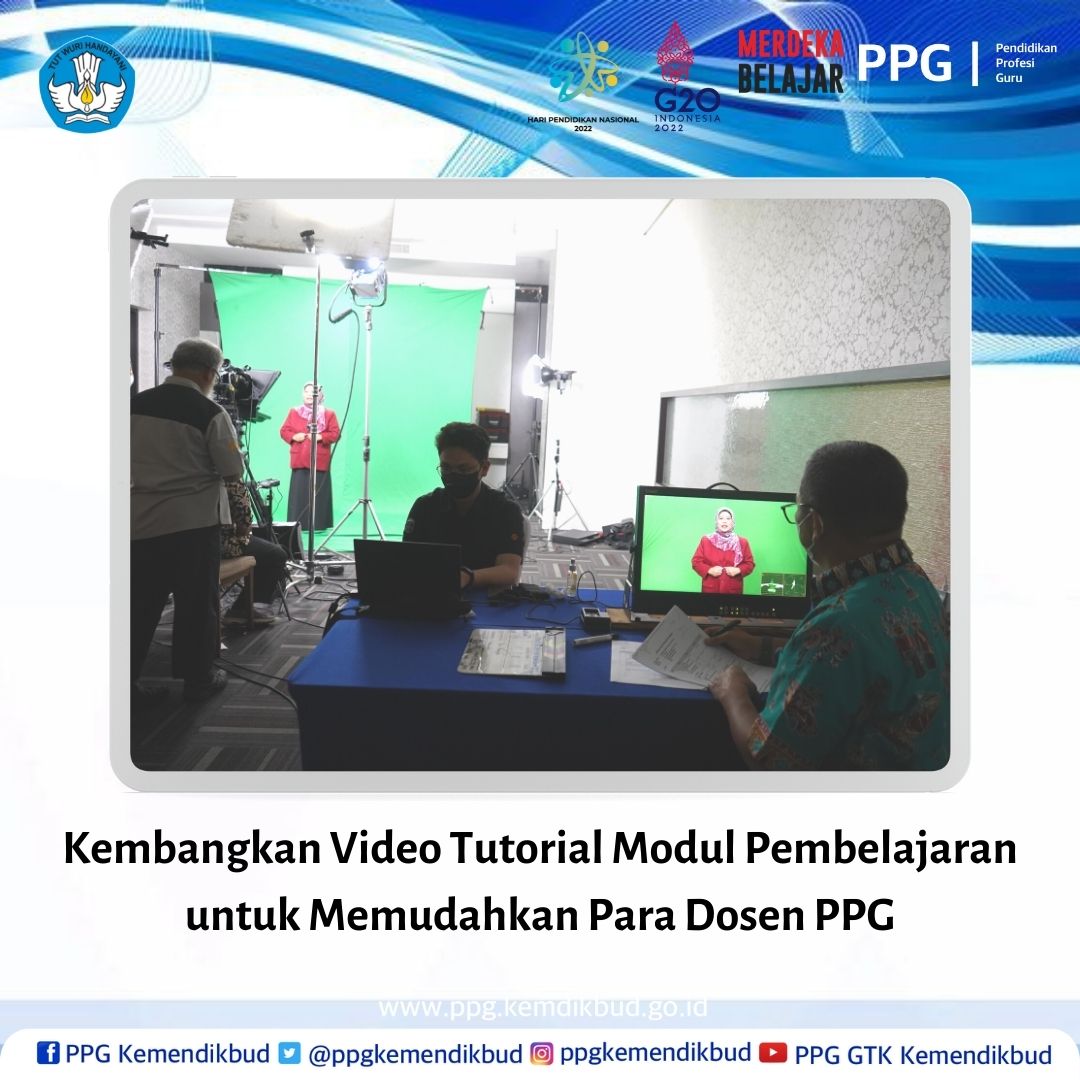 TUT WURI HANDAYANI
HARI PENDIDIKAN NASIONAL
2022
G20
INDONESIA
2022
MERDEKA
BELAJAR
PPG
Pendidikan
Profesi
Guru
Kembangkan Video Tutorial Modul Pembelajaran
untuk Memudahkan Para Dosen PPG
www.ppg.kemdikbud.go.id
PPG Kemendikbud @ppgkemendikbud ppgkemendikbud PPG GTK Kemendikbud